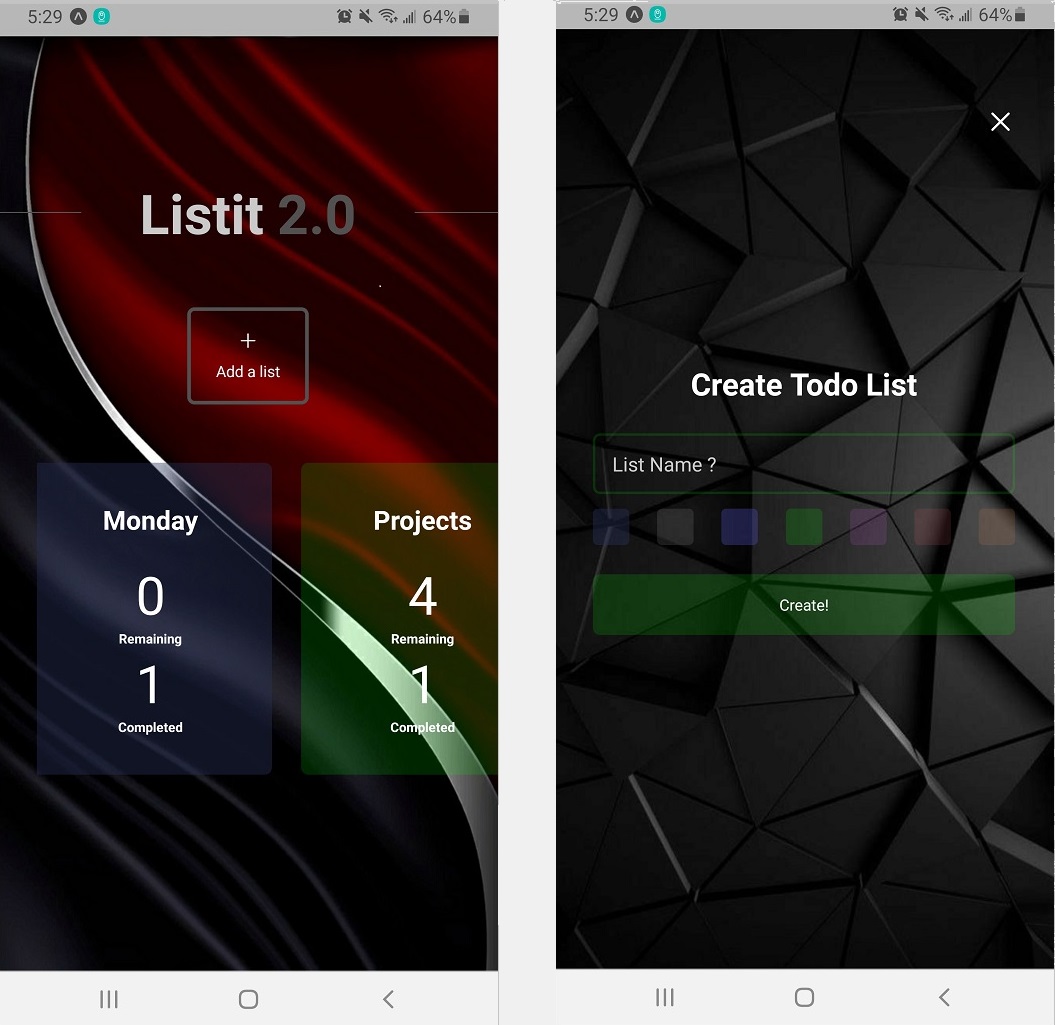 5:29 64%
Listit 2.0
+
Add a list
Monday
0
Remaining
1
Completed
Projects
4
Remaining
1
Completed
5:29 64%
Create Todo List
List Name ?
Create!